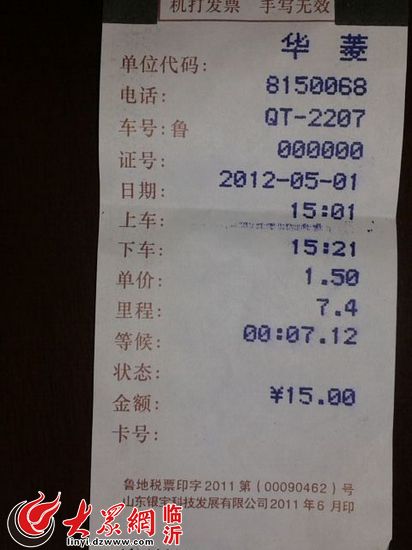 机打发票 手写无效
华菱
单位代码:
电话: 8150068
车号:鲁 QT-2207
证号: 000000
日期: 2012-05-01
上车: 15:01
下车: 15:21
单价: 1.50
里程: 7.4
等候: 00:07.12
状态:
金额: ¥15.00
卡号:
鲁地税票印字2011第(00090462)号
山东银宝科技发展有限公司2011年6月印
大众网 临沂
linyi.dzwww.com